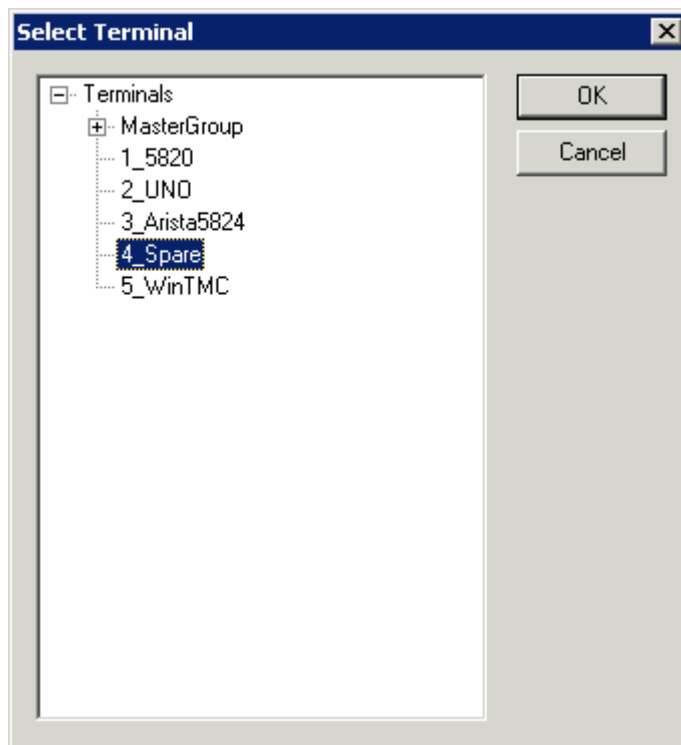 Select Terminal
Terminals
MasterGroup
1_5820
2_UNO
3_Arista5824
4_Spare
5_WinTMC
OK
Cancel